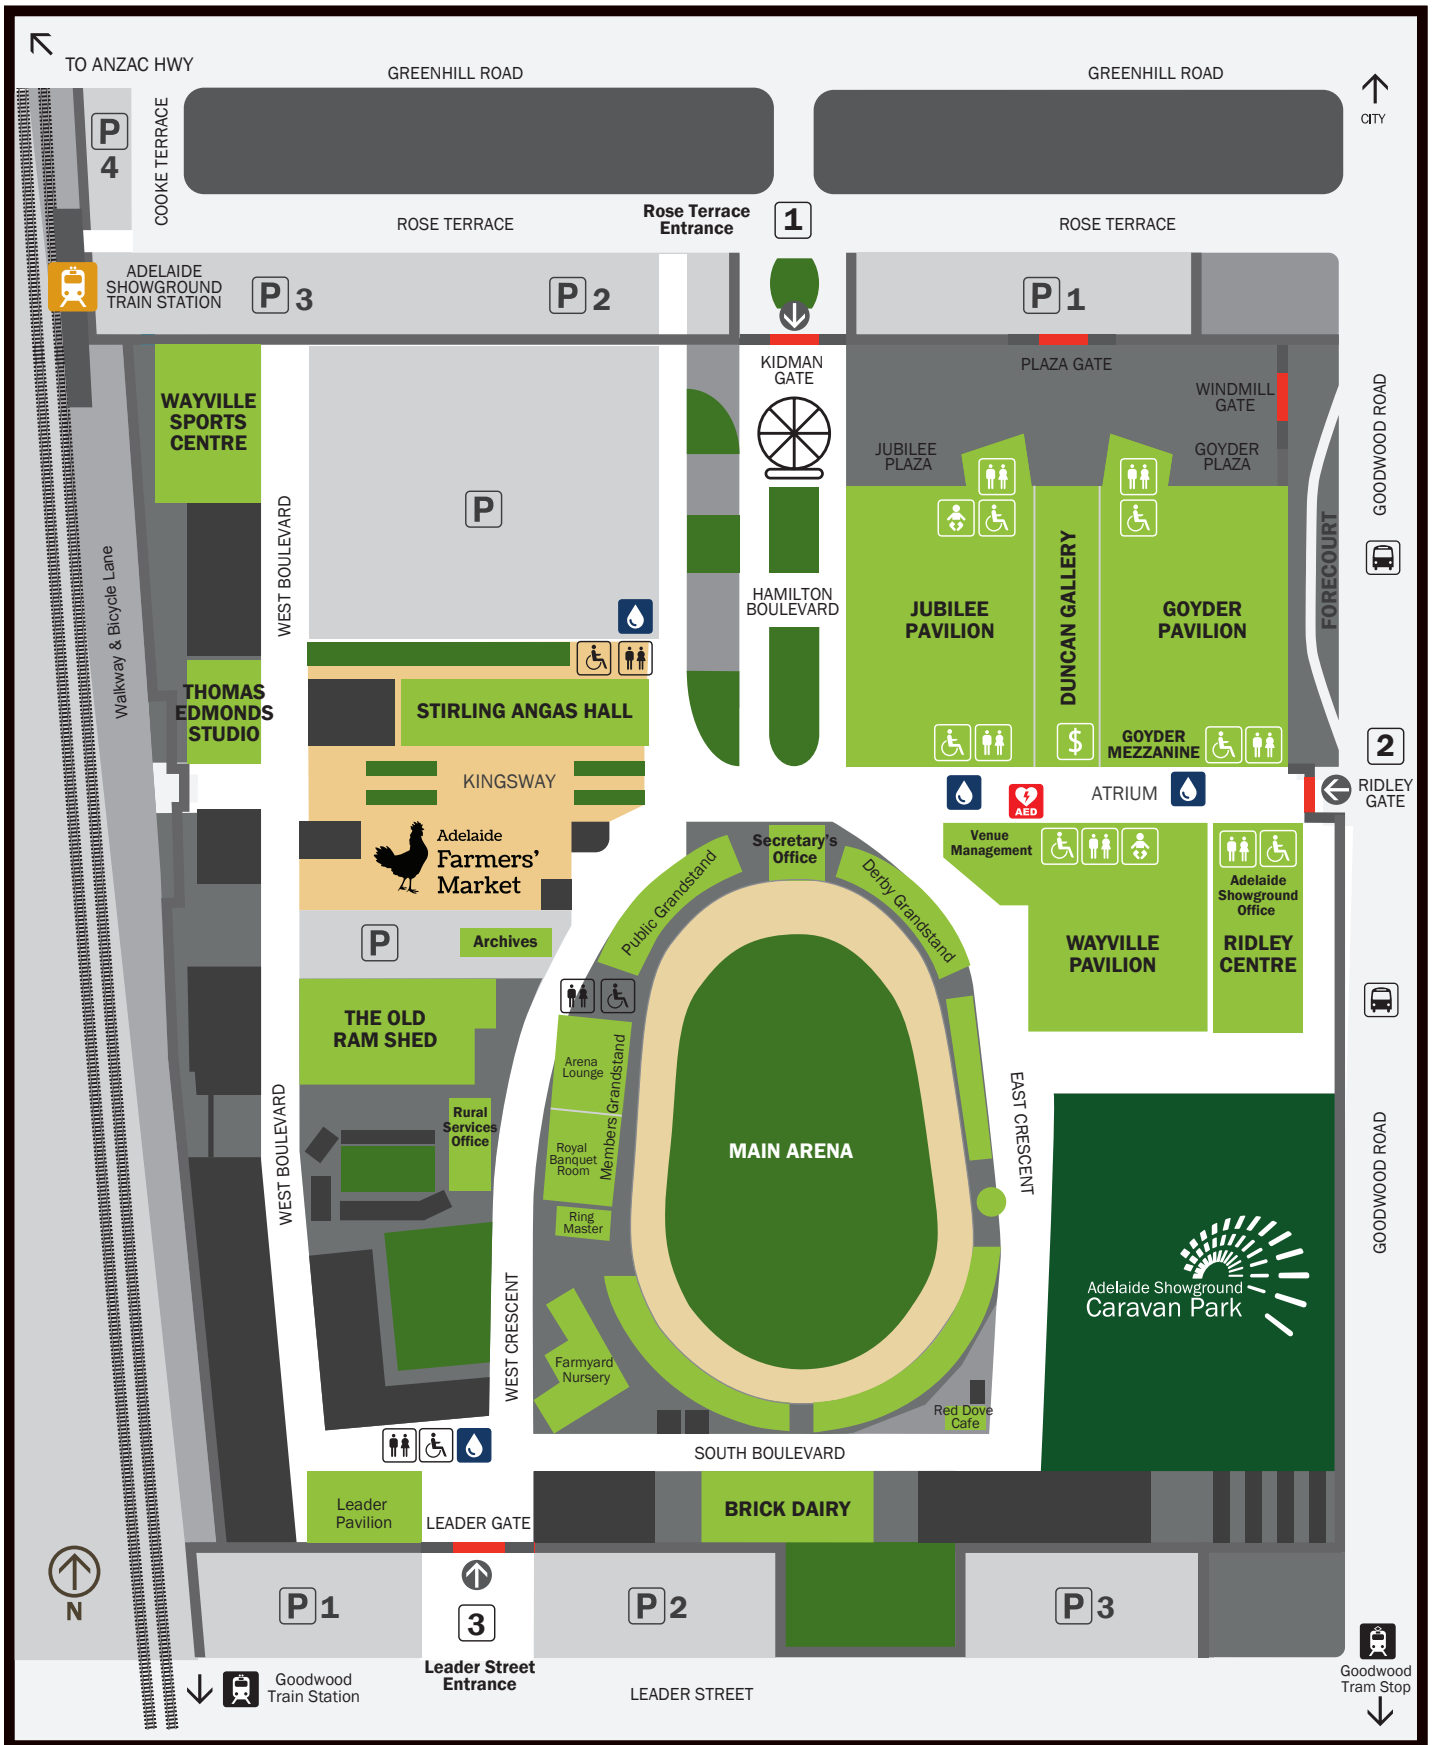 TO ANZAC HWY
GREENHILL ROAD
GREENHILL ROAD
CITY
P
4
COOKE TERRACE
ROSE TERRACE
Rose Terrace
Entrance
1
ROSE TERRACE
ADELAIDE
SHOWGROUND
TRAIN STATION
P 3
P 2
P 1
KIDMAN
GATE
PLAZA GATE
WINDMILL
GATE
WAYVILLE
SPORTS
CENTRE
JUBILEE
PLAZA
GOYDER
PLAZA
GOODWOOD ROAD
P
WEST BOULEVARD
Walkway & Bicycle Lane
HAMILTON
BOULEVARD
JUBILEE
PAVILION
DUNCAN GALLERY
GOYDER
PAVILION
FORECOURT
THOMAS
EDMONDS
STUDIO
STIRLING ANGAS HALL
$
GOYDER
MEZZANINE
2
RIDLEY
GATE
KINGSWAY
ATRIUM
AED
Adelaide
Farmers'
Market
Public Grandstand
Secretary's
Office
Derby Grandstand
Venue
Management
Adelaide
Showground
Office
P
Archives
WAYVILLE
PAVILION
RIDLEY
CENTRE
THE OLD
RAM SHED
Arena
Lounge
Members Grandstand
Rural
Services
Office
Royal
Banquet
Room
Ring
Master
MAIN ARENA
EAST CRESCENT
WEST BOULEVARD
GOODWOOD ROAD
Adelaide Showground
Caravan Park
WEST CRESCENT
Farmyard
Nursery
Red Dove
Cafe
SOUTH BOULEVARD
Leader
Pavilion
LEADER GATE
BRICK DAIRY
N
P 1
3
P 2
P 3
Leader Street
Entrance
Goodwood
Train Station
LEADER STREET
Goodwood
Tram Stop